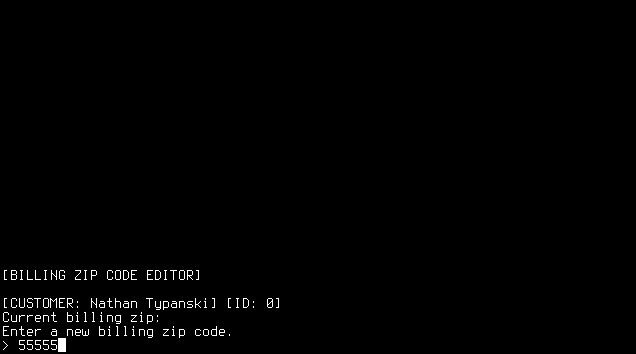 [BILLING ZIP CODE EDITOR]
[CUSTOMER: Nathan Typanski] [ID: 0]
Current billing zip:
Enter a new billing zip code.
> 55555